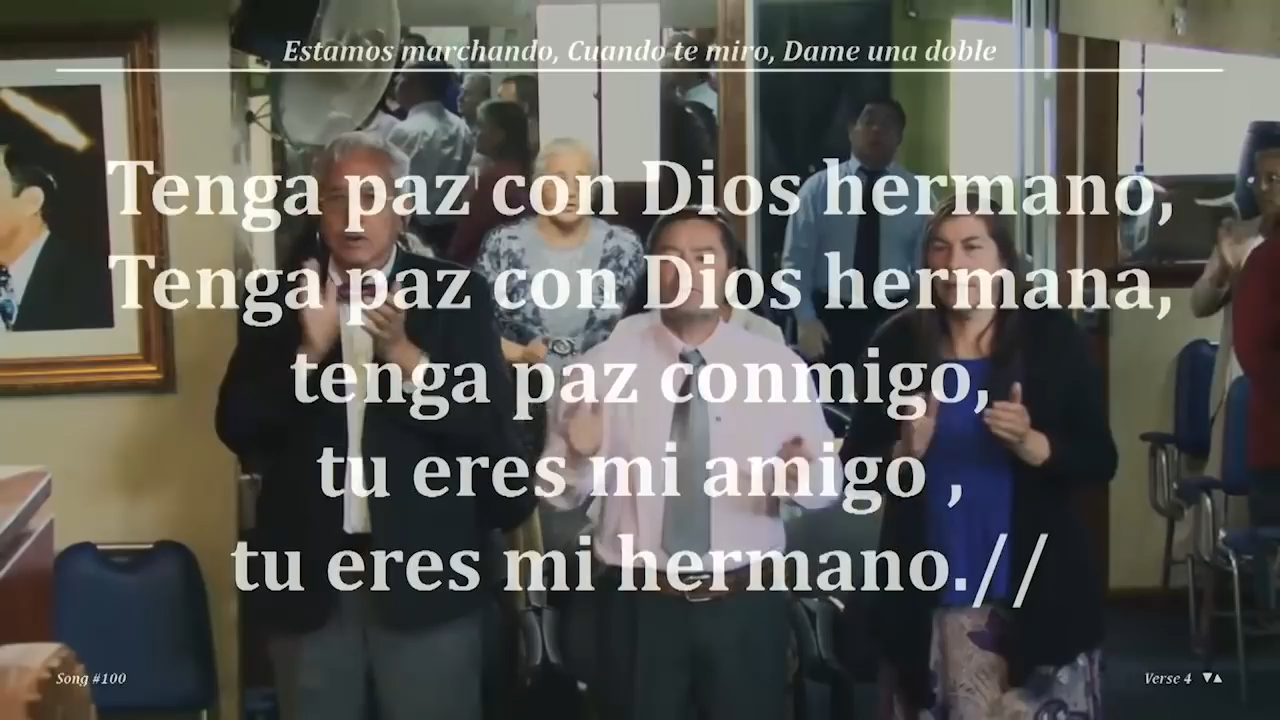 Estamos marchando, Cuando te miro, Dame una doble
Tenga paz con Dios hermano,
Tenga paz con Dios hermana,
tenga paz conmigo,
tu eres mi amigo ,
tu eres mi hermano.//
Song #100
Verse 4 ▼▲